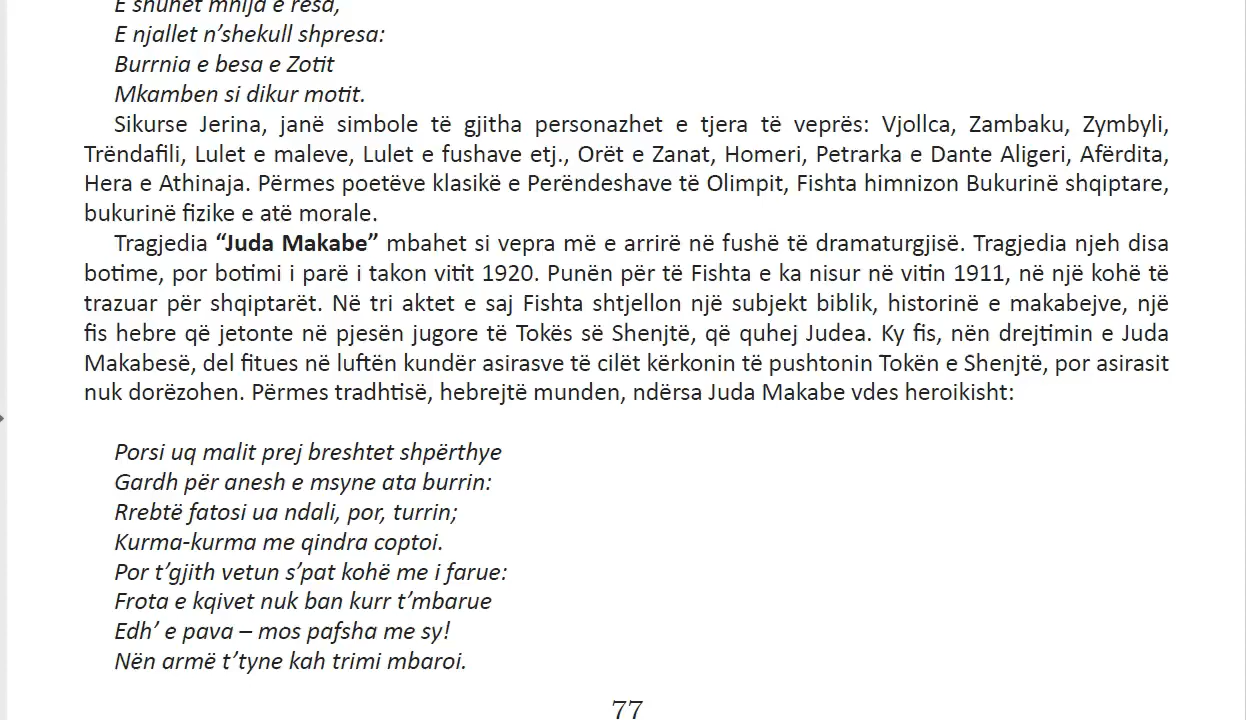 E shuhet mnija e resa,
E njallet n’shekull shpresa:
Burrnia e besa e Zotit
Mkamben si dikur motit.
Sikurse Jerina, janë simbole të gjitha personazhet e tjera të veprës: Vjollca, Zambaku, Zymbyli,
Trëndafili, Lulet e maleve, Lulet e fushave etj., Orët e Zanat, Homeri, Petrarka e Dante Aligeri, Afërdita,
Hera e Athinaja. Përmes poetëve klasikë e Perëndeshave të Olimpit, Fishta himnizon Bukurinë shqiptare,
bukurinë fizike e atë morale.
Tragjedia “Juda Makabe” mbahet si vepra më e arrirë në fushë të dramaturgjisë. Tragjedia njeh disa
botime, por botimi i parë i takon vitit 1920. Punën për të Fishta e ka nisur në vitin 1911, në një kohë të
trazuar për shqiptarët. Në tri aktet e saj Fishta shtjellon një subjekt biblik, historinë e makabejve, një
fis hebre që jetonte në pjesën jugore të Tokës së Shenjtë, që quhej Judea. Ky fis, nën drejtimin e Juda
Makabesë, del fitues në luftën kundër asirasve të cilët kërkonin të pushtonin Tokën e Shenjtë, por asirasit
nuk dorëzohen. Përmes tradhtisë, hebrejtë munden, ndërsa Juda Makabe vdes heroikisht:
Porsi uq malit prej breshtet shpërthye
Gardh për anesh e msyne ata burrin:
Rrebtë fatosi ua ndali, por, turrin;
Kurma-kurma me qindra coptoi.
Por t’gjith vetun s’pat kohë me i farue:
Frota e kqivet nuk ban kurr t’mbarue
Edh’ e pava – mos pafsha me sy!
Nën armë t’tyne kah trimi mbaroi.
77